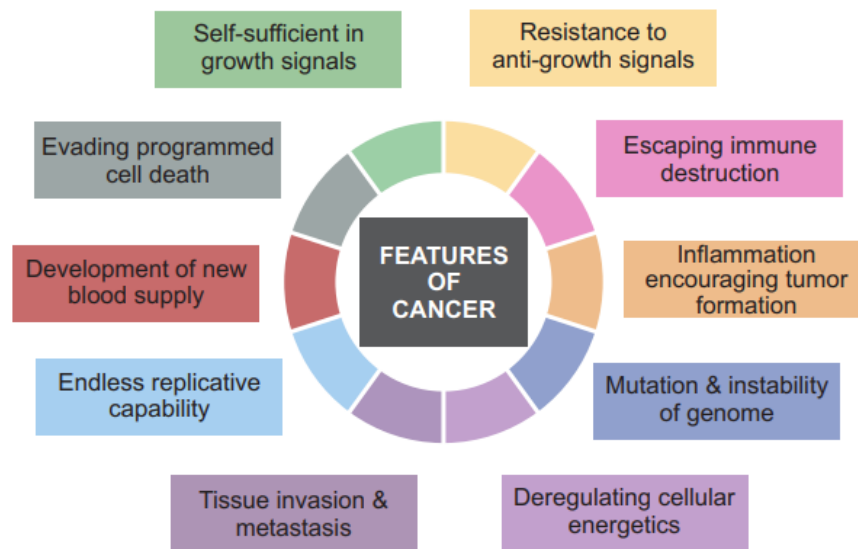 Self-sufficient in
growth signals
Resistance to
anti-growth signals
Evading programmed
cell death
Escaping immune
destruction
Development of new
blood supply
FEATURES
OF
CANCER
Inflammation
encouraging tumor
formation
Endless replicative
capability
Mutation & instability
of genome
Tissue invasion &
metastasis
Deregulating cellular
energetics